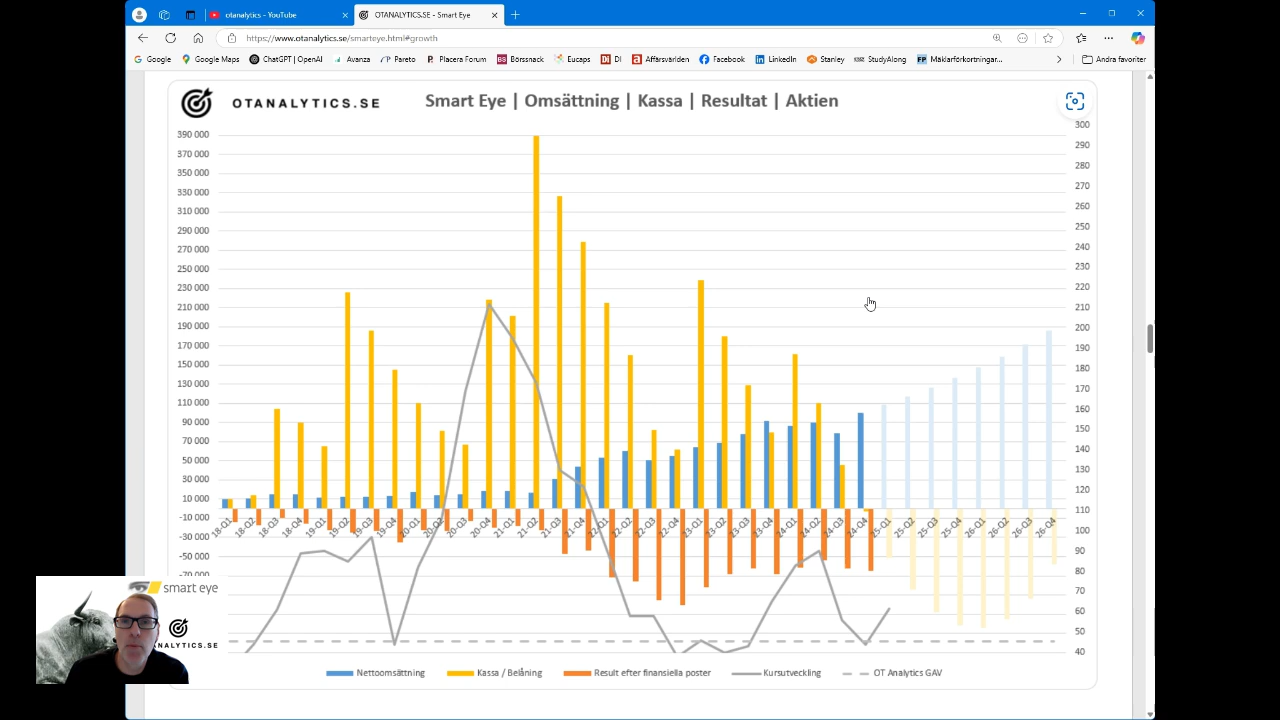 otanalytics – YouTube
OTANALYTICS.SE - Smart Eye
https://www.otanalytics.se/smarteye.html#growth
Google
Google Maps
ChatGPT | OpenAI
Avanza
Pareto
Placera Forum
Börssnack
Eucaps
DI
Affärsvärlden
Facebook
LinkedIn
Stanley
StudyAlong
Mäklarförkortningar...
Andra favoriter
OTANALYTICS.SE
Smart Eye | Omsättning | Kassa | Resultat | Aktien
390 000
370 000
350 000
330 000
310 000
290 000
270 000
250 000
230 000
210 000
190 000
170 000
150 000
130 000
110 000
90 000
70 000
50 000
30 000
10 000
-10 000
-30 000
-50 000
-70 000
300
290
280
270
260
250
240
230
220
210
200
190
180
170
160
150
140
130
120
110
100
90
80
70
60
50
40
18-Q1
18-Q2
18-Q3
18-Q4
19-Q1
19-Q2
19-Q3
19-Q4
20-Q1
20-Q2
20-Q3
20-Q4
21-Q1
21-Q2
21-Q3
21-Q4
22-Q1
22-Q2
22-Q3
22-Q4
23-Q1
23-Q2
23-Q3
23-Q4
24-Q1
24-Q2
24-Q3
24-Q4
25-Q1
25-Q2
25-Q3
25-Q4
26-Q1
26-Q2
26-Q3
26-Q4
Nettoomsättning
Kassa / Belåning
Result efter finansiella poster
Kursutveckling
OT Analytics GAV
smart eye
NALYTICS.SE